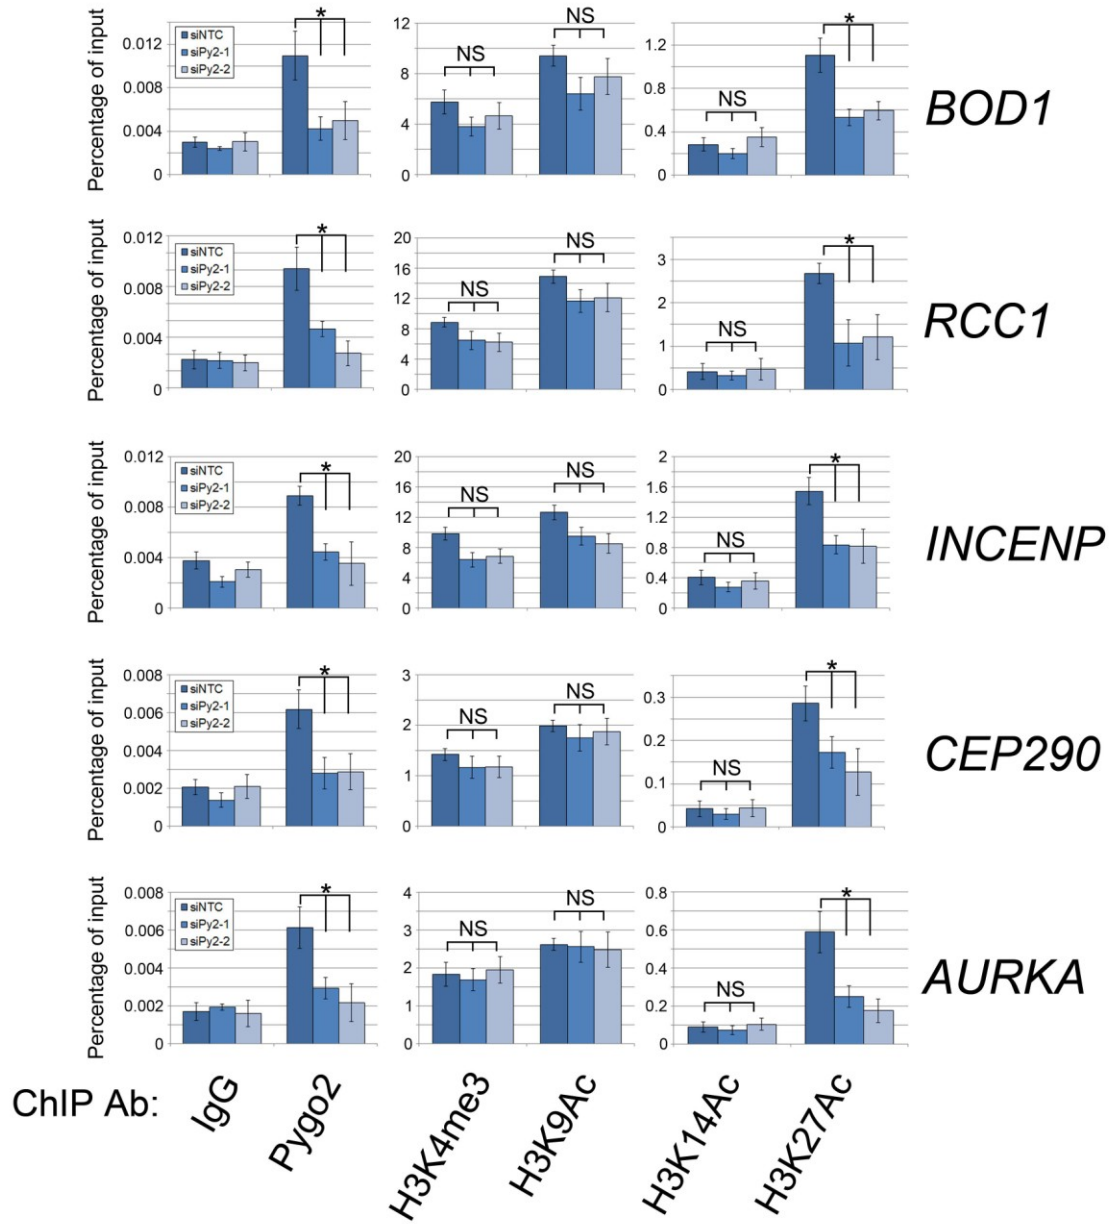 Percentage of input
0.012
0.008
0.004
0
siNTC
siPy2-1
siPy2-2
*
12
8
4
0
NS
NS
1.2
0.8
0.4
0
NS
*
BOD1
Percentage of input
0.012
0.008
0.004
0
siNTC
siPy2-1
siPy2-2
*
20
16
12
8
4
0
NS
NS
3
2
1
0
NS
*
RCC1
Percentage of input
0.012
0.008
0.004
0
siNTC
siPy2-1
siPy2-2
*
20
18
14
10
6
0
NS
NS
2
1.6
1.2
0.8
0.4
0
NS
*
INCENP
Percentage of input
0.008
0.006
0.004
0.002
0
siNTC
siPy2-1
siPy2-2
*
3
2
1
0
NS
NS
0.3
0.2
0.1
0
NS
*
CEP290
Percentage of input
0.008
0.006
0.004
0.002
0
siNTC
siPy2-1
siPy2-2
*
4
3
2
1
0
NS
NS
0.8
0.6
0.4
0.2
0
NS
*
AURKA
ChIP Ab:
IgG
Pygo2
H3K4me3
H3K9Ac
H3K14Ac
H3K27Ac